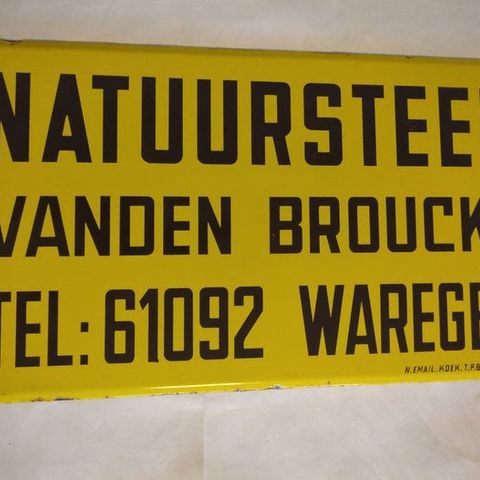 NATUURSTEE
VANDEN BROUCK
TEL: 61092 WAREGE
N.EMAIL.KOEK.T.P.B